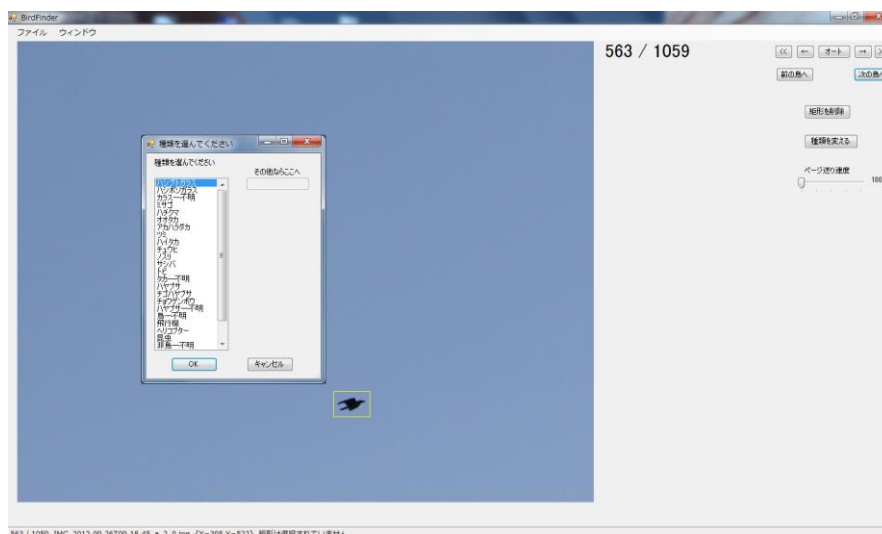 BirdFinder
ファイル ウィンドウ
563 / 1059
<< ← オート →
前の鳥へ 次の鳥へ
矩形を削除
種類を変える
ページ送り速度
100
種類を選んでください
種類を選んでください
その他ならここへ
ハシブトガラス
ハシボソガラス
カラス―不明
ミサゴ
ハチクマ
オオタカ
アカハラダカ
ツミ
ハイタカ
チュウヒ
ノスリ
サシバ
トビ
タカ―不明
ハヤブサ
チゴハヤブサ
チョウゲンボウ
ハヤブサ―不明
鳥―不明
飛行機
ヘリコプター
昆虫
非鳥―不明
OK キャンセル